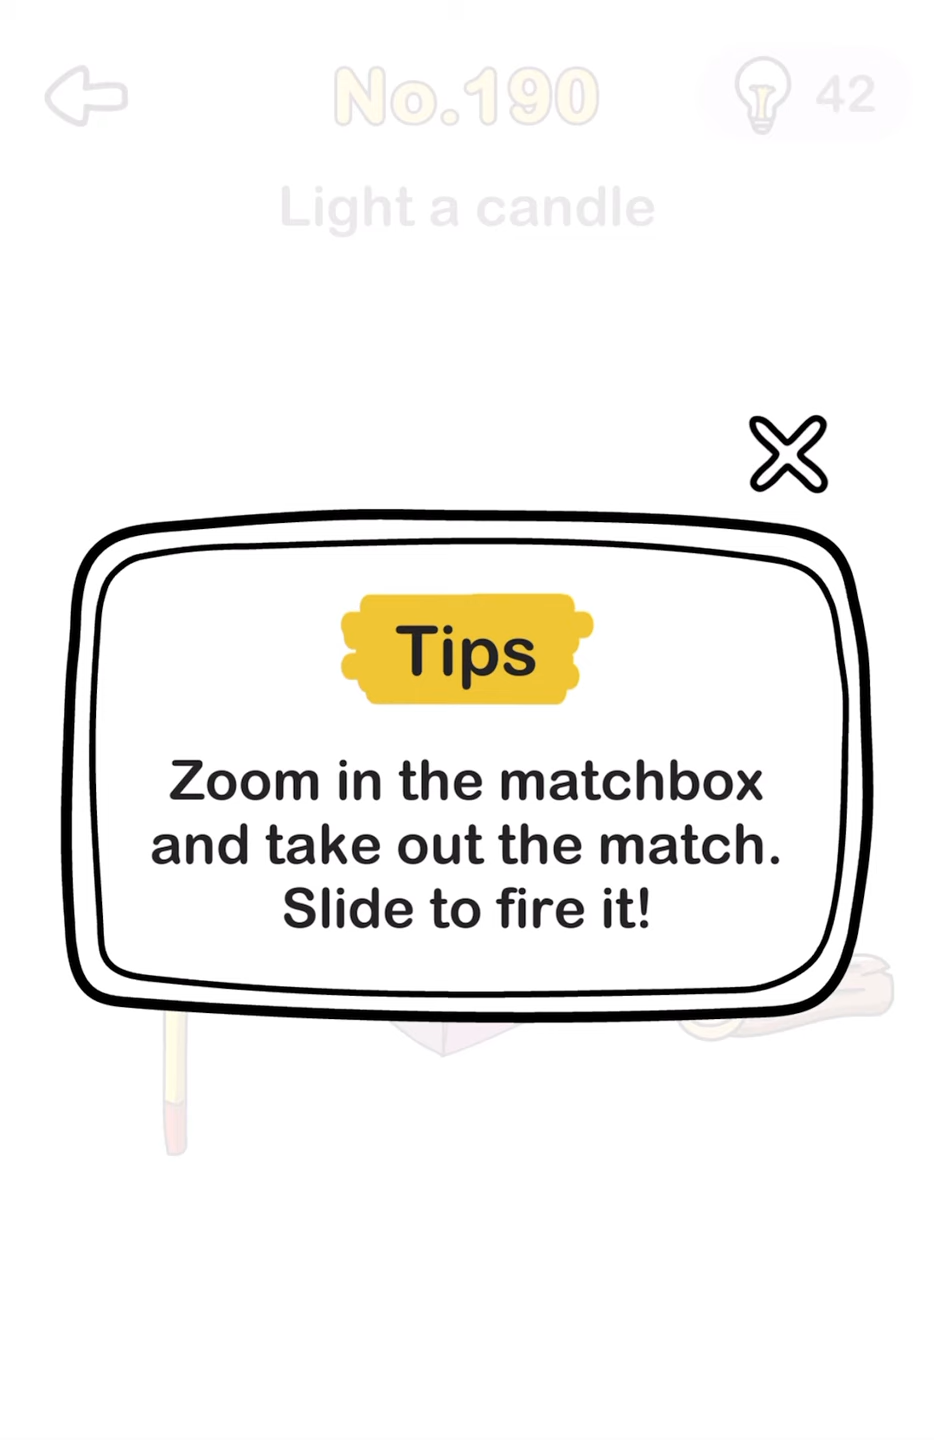 No.190
42
Light a candle
Tips
Zoom in the matchbox
and take out the match.
Slide to fire it!